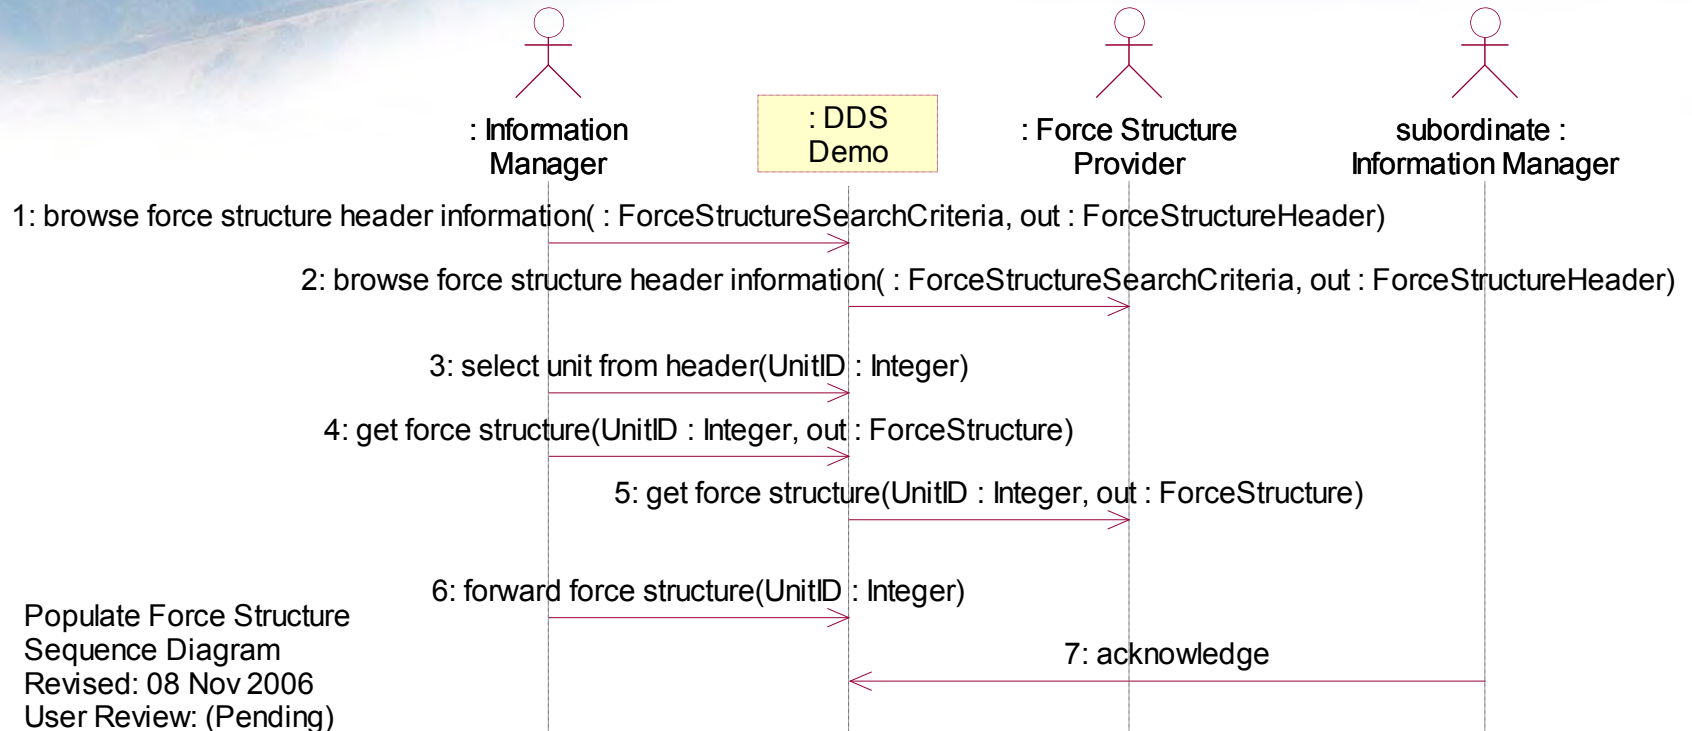 : Information
Manager
: DDS
Demo
: Force Structure
Provider
subordinate :
Information Manager
1: browse force structure header information( : ForceStructureSearchCriteria, out : ForceStructureHeader)
2: browse force structure header information( : ForceStructureSearchCriteria, out : ForceStructureHeader)
3: select unit from header(UnitID : Integer)
4: get force structure(UnitID : Integer, out : ForceStructure)
5: get force structure(UnitID : Integer, out : ForceStructure)
6: forward force structure(UnitID : Integer)
7: acknowledge
Populate Force Structure
Sequence Diagram
Revised: 08 Nov 2006
User Review: (Pending)